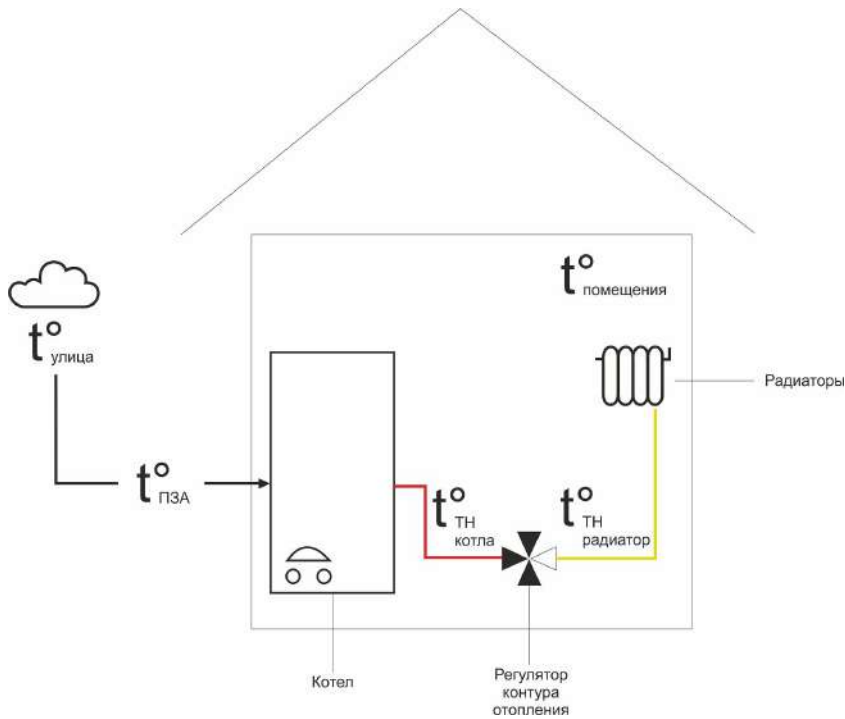 t° помещения
t° улица
Радиаторы
t° ПЗА
t° ТН
котла
t° ТН
радиатор
Котел
Регулятор
контура
отопления